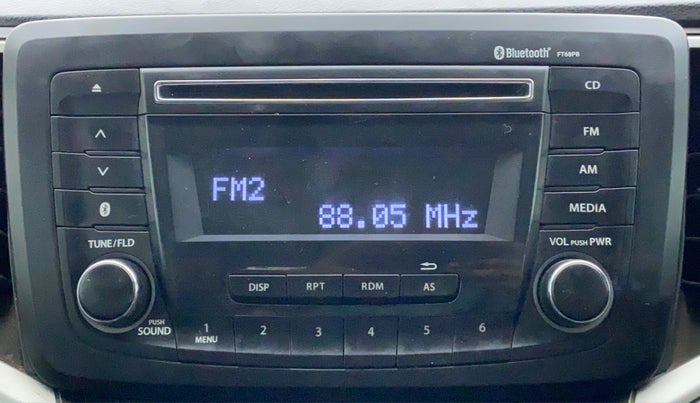 Bluetooth® FT68PB
CD
FM
AM
MEDIA
FM2
88.05 MHz
TUNE/FLD
VOL PUSH PWR
DISP RPT RDM AS
PUSH
SOUND
1 2 3 4 5 6
MENU